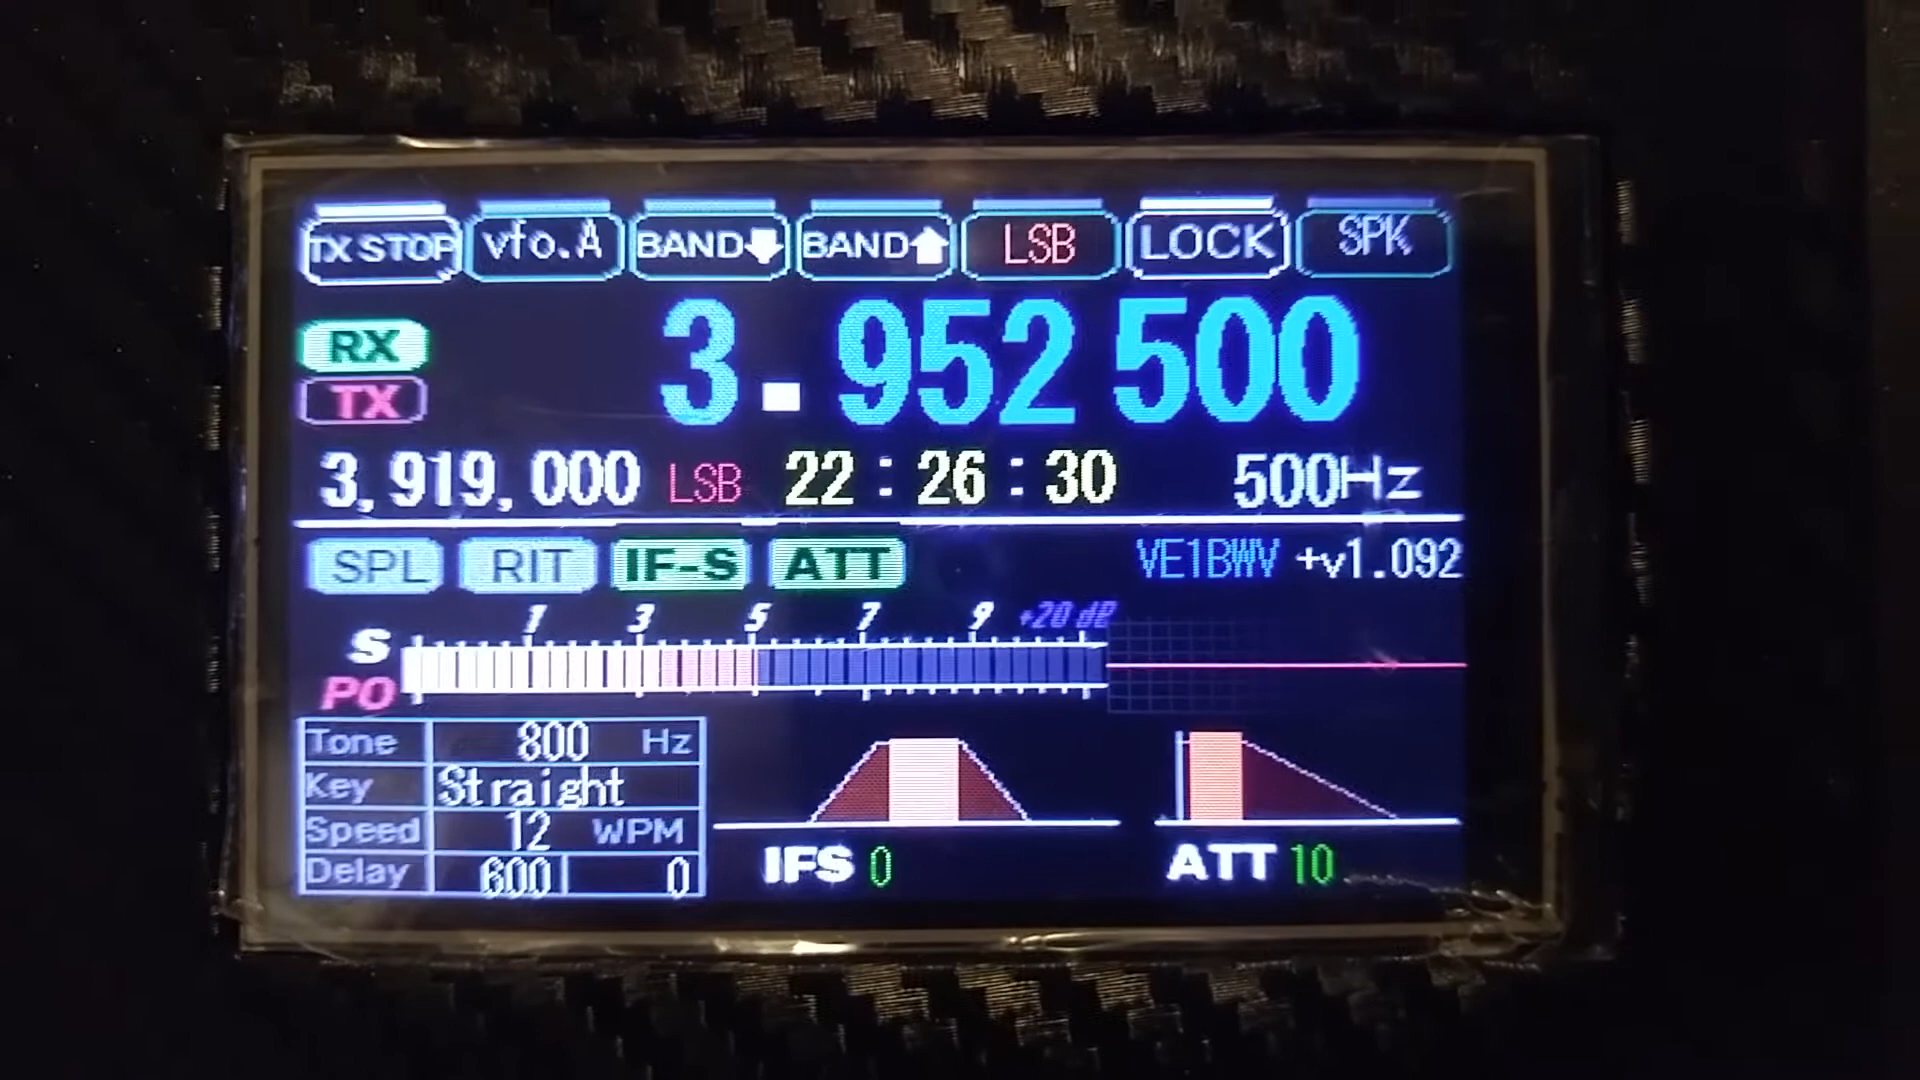 TX STOP vfo.A BAND BAND LSB LOCK SPK
RX 3.952 500
TX
3,919,000 LSB 22:26:30 500Hz
SPL RIT IF-S ATT VE1BWV +v1.092
1 3 5 7 9 +20 dB
S
PO
Tone 800 Hz
Key Straight
Speed 12 WPM
Delay 600 0
IFS 0 ATT 10